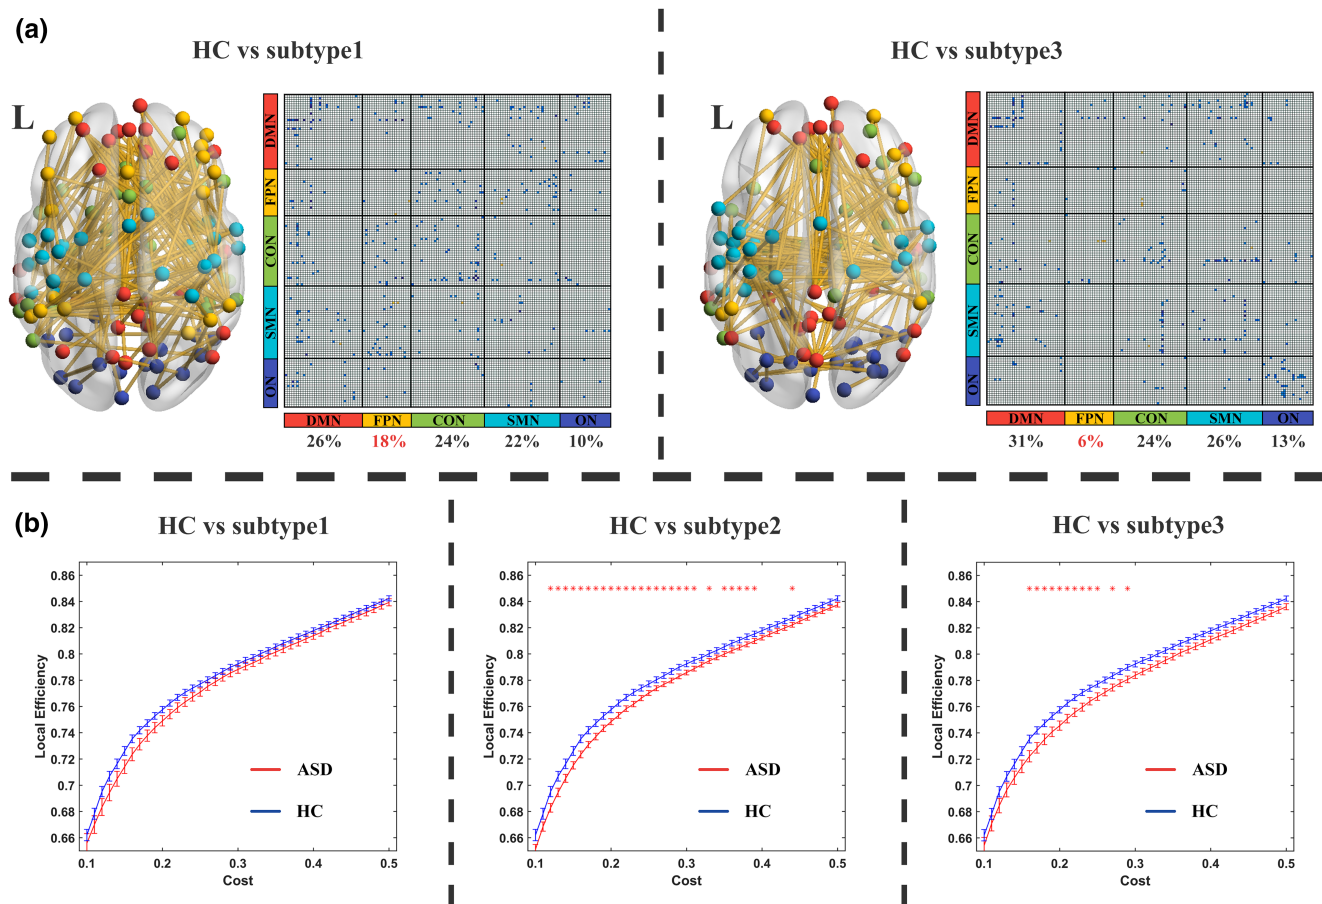 (a)
HC vs subtype1
L
DMN
FPN
CON
SMN
ON
DMN FPN CON SMN ON
26% 18% 24% 22% 10%
HC vs subtype3
L
DMN
FPN
CON
SMN
ON
DMN FPN CON SMN ON
31% 6% 24% 26% 13%
(b)
HC vs subtype1
Local Efficiency
0.86
0.84
0.82
0.8
0.78
0.76
0.74
0.72
0.7
0.68
0.66
ASD
HC
0.1 0.2 0.3 0.4 0.5
Cost
HC vs subtype2
Local Efficiency
0.86
0.84
0.82
0.8
0.78
0.76
0.74
0.72
0.7
0.68
0.66
ASD
HC
0.1 0.2 0.3 0.4 0.5
Cost
HC vs subtype3
Local Efficiency
0.86
0.84
0.82
0.8
0.78
0.76
0.74
0.72
0.7
0.68
0.66
ASD
HC
0.1 0.2 0.3 0.4 0.5
Cost